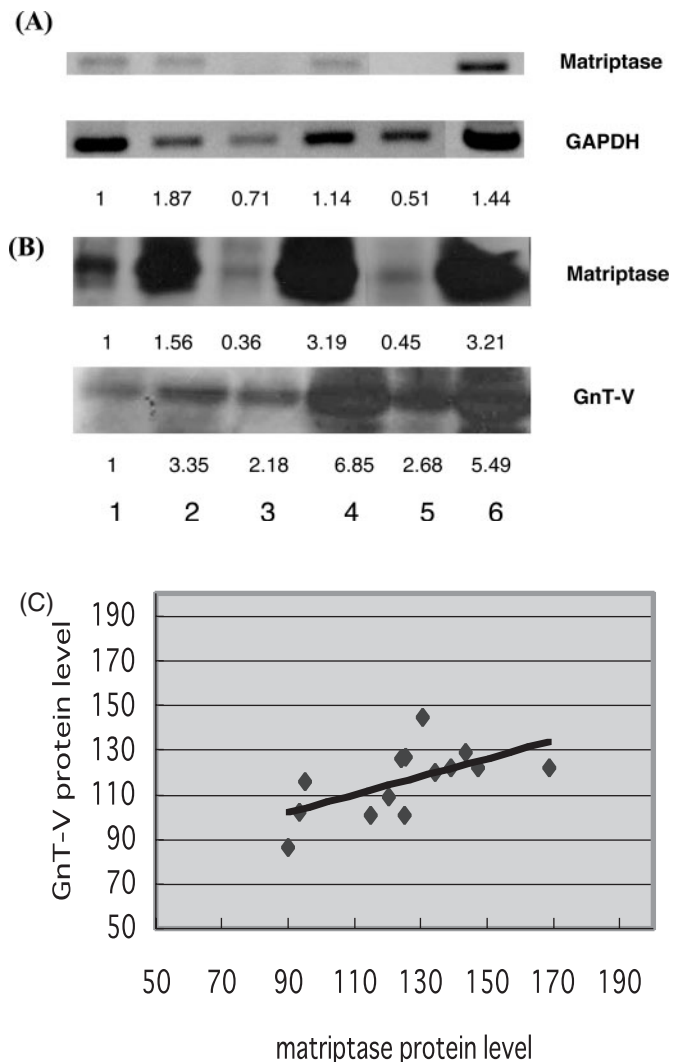 (A)
Matriptase
GAPDH
1 1.87 0.71 1.14 0.51 1.44
(B)
Matriptase
1 1.56 0.36 3.19 0.45 3.21
GnT-V
1 3.35 2.18 6.85 2.68 5.49
1 2 3 4 5 6
(C)
GnT-V protein level
190
170
150
130
110
90
70
50
50 70 90 110 130 150 170 190
matriptase protein level